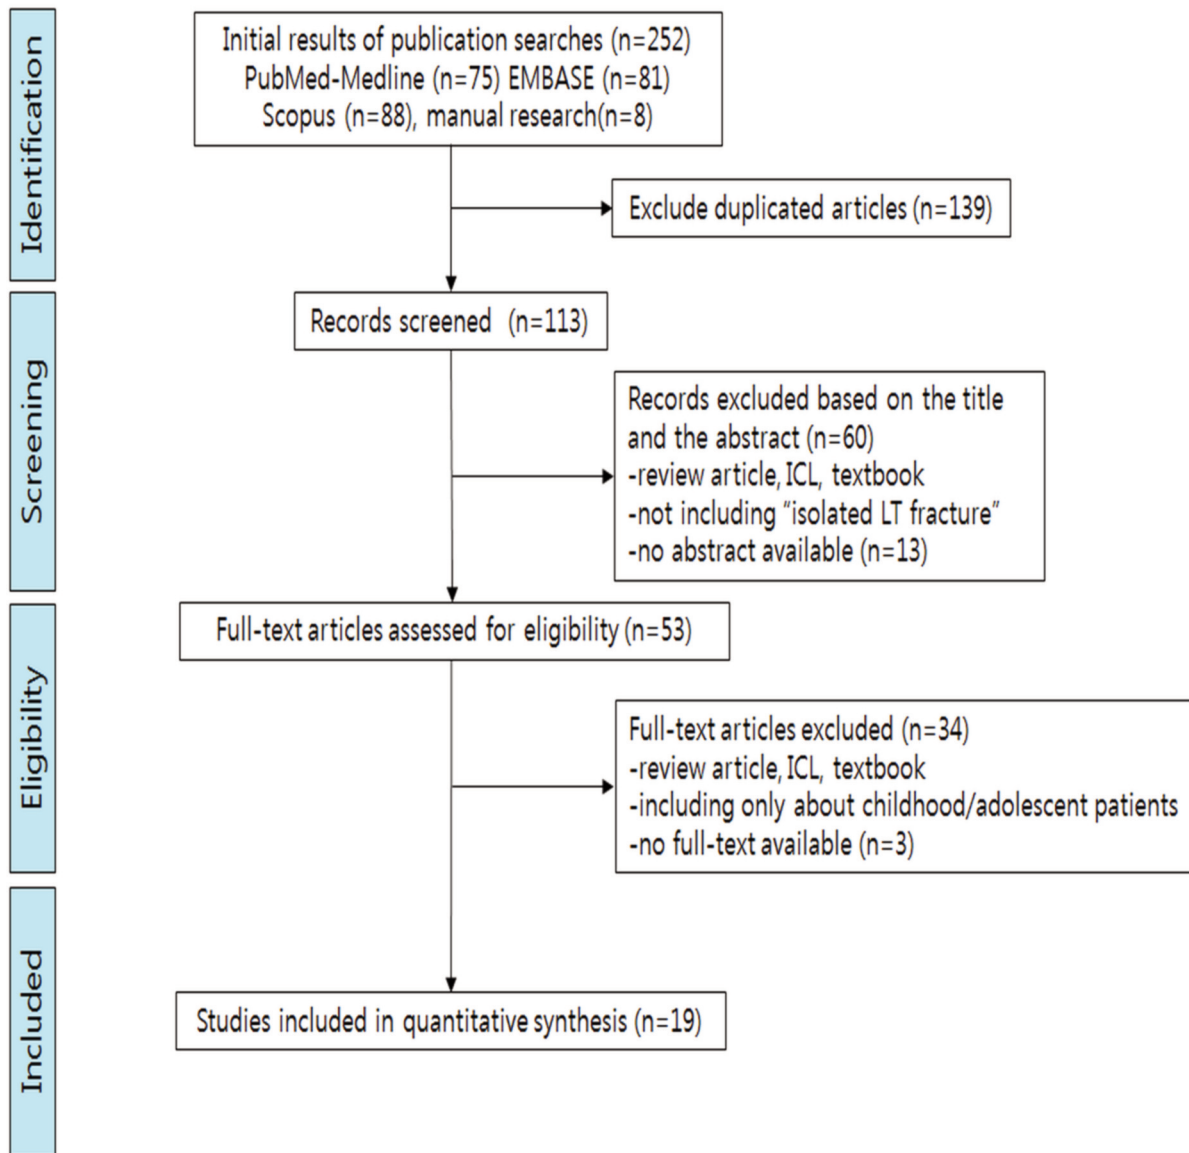 Identification
Initial results of publication searches (n=252)
PubMed-Medline (n=75) EMBASE (n=81)
Scopus (n=88), manual research(n=8)
Exclude duplicated articles (n=139)
Screening
Records screened (n=113)
Records excluded based on the title
and the abstract (n=60)
-review article, ICL, textbook
-not including "isolated LT fracture"
-no abstract available (n=13)
Eligibility
Full-text articles assessed for eligibility (n=53)
Full-text articles excluded (n=34)
-review article, ICL, textbook
-including only about childhood/adolescent patients
-no full-text available (n=3)
Included
Studies included in quantitative synthesis (n=19)